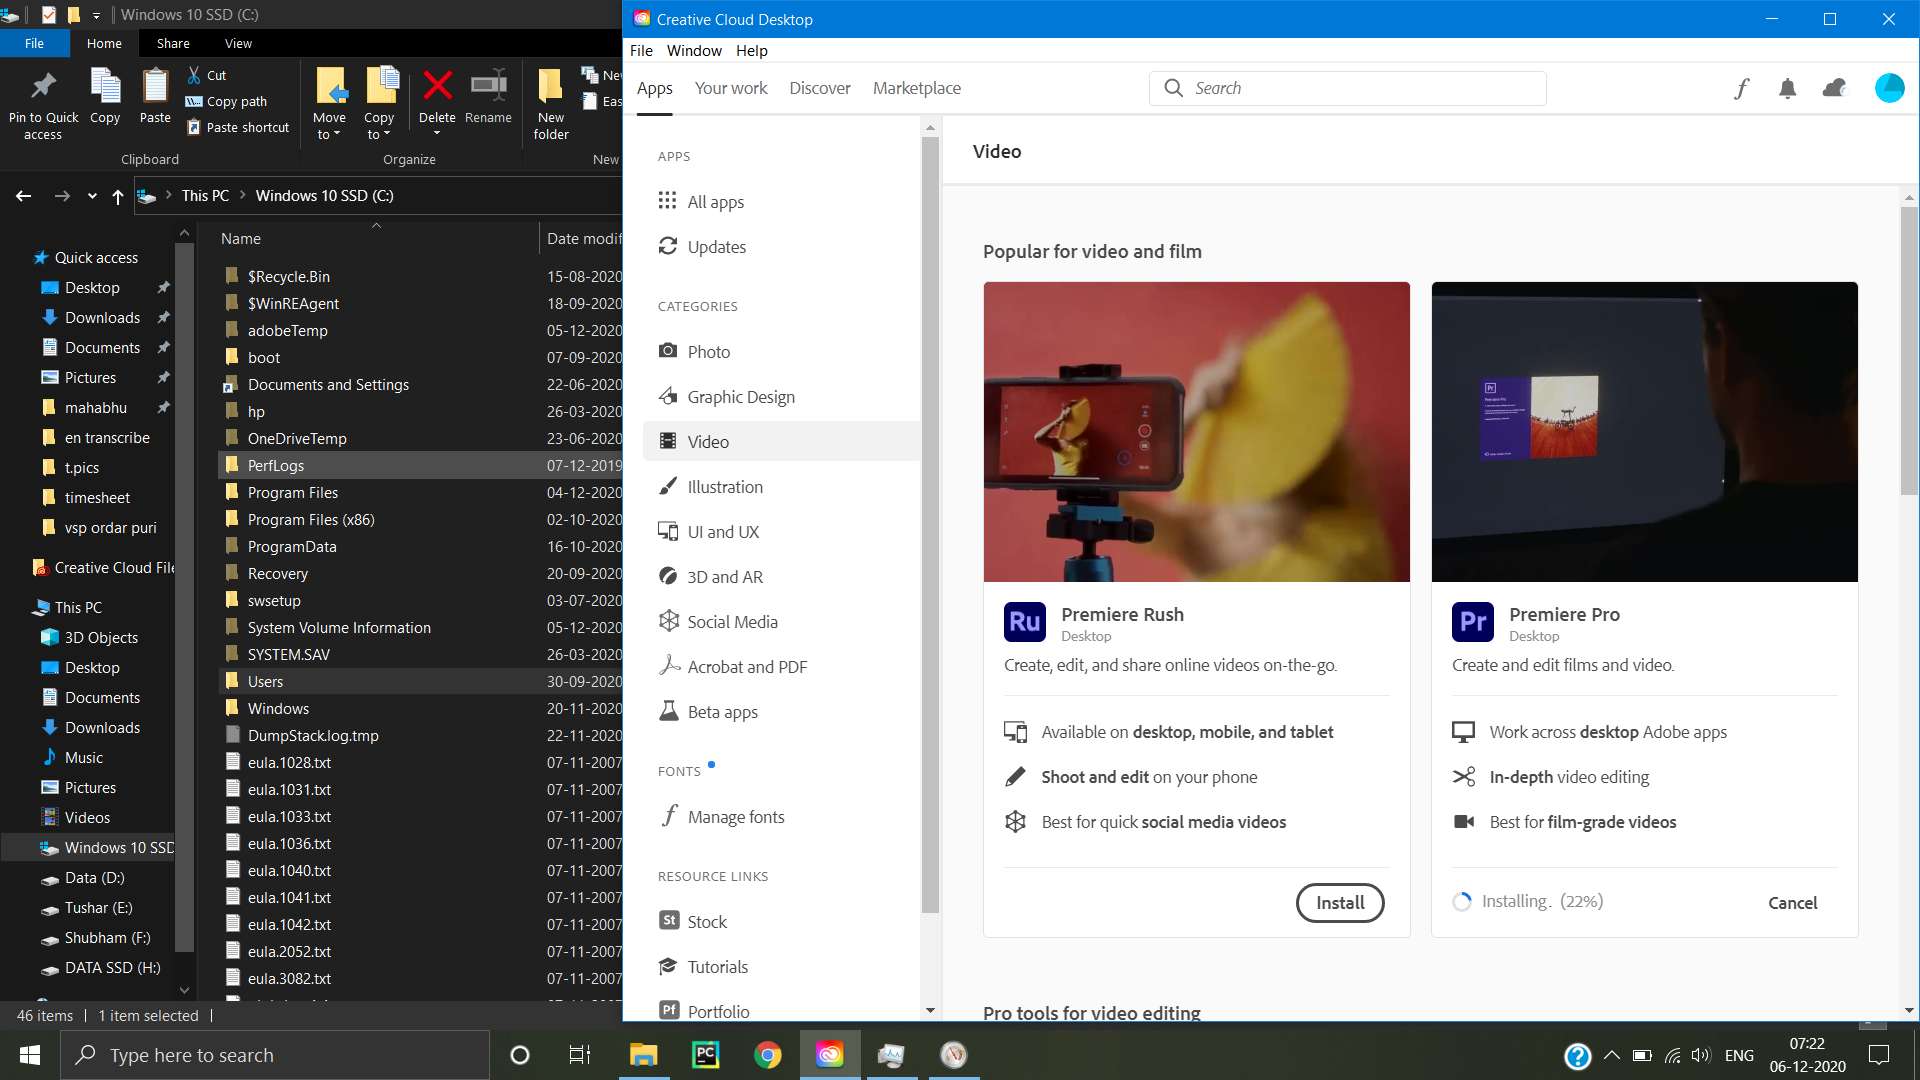 Windows 10 SSD (C:)
File
Home
Share
View
Pin to Quick access
Copy
Paste
Cut
Copy path
Paste shortcut
Clipboard
Move to
Copy to
Delete
Rename
Organize
New folder
New
This PC
Windows 10 SSD (C:)
Quick access
Desktop
Downloads
Documents
Pictures
mahabhu
en transcribe
t.pics
timesheet
vsp ordar puri
Creative Cloud File
This PC
3D Objects
Desktop
Documents
Downloads
Music
Pictures
Videos
Windows 10 SSD
Data (D:)
Tushar (E:)
Shubham (F:)
DATA SSD (H:)
Name
Date modif
$Recycle.Bin 15-08-2020
$WinREAgent 18-09-2020
adobeTemp 05-12-2020
boot 07-09-2020
Documents and Settings 22-06-2020
hp 26-03-2020
OneDriveTemp 23-06-2020
PerfLogs 07-12-2019
Program Files 04-12-2020
Program Files (x86) 02-10-2020
ProgramData 16-10-2020
Recovery 20-09-2020
swsetup 03-07-2020
System Volume Information 05-12-2020
SYSTEM.SAV 26-03-2020
Users 30-09-2020
Windows 20-11-2020
DumpStack.log.tmp 22-11-2020
eula.1028.txt 07-11-2007
eula.1031.txt 07-11-2007
eula.1033.txt 07-11-2007
eula.1036.txt 07-11-2007
eula.1040.txt 07-11-2007
eula.1041.txt 07-11-2007
eula.1042.txt 07-11-2007
eula.2052.txt 07-11-2007
eula.3082.txt 07-11-2007
46 items
1 item selected
Creative Cloud Desktop
File Window Help
Apps Your work Discover Marketplace
Search
APPS
All apps
Updates
CATEGORIES
Photo
Graphic Design
Video
Illustration
UI and UX
3D and AR
Social Media
Acrobat and PDF
Beta apps
FONTS
Manage fonts
RESOURCE LINKS
St Stock
Tutorials
Pf Portfolio
Video
Popular for video and film
Ru Premiere Rush
Desktop
Create, edit, and share online videos on-the-go.
Available on desktop, mobile, and tablet
Shoot and edit on your phone
Best for quick social media videos
Install
Pr Premiere Pro
Desktop
Create and edit films and video.
Work across desktop Adobe apps
In-depth video editing
Best for film-grade videos
Installing. (22%)
Cancel
Pro tools for video editing
Type here to search
PC
ENG
07:22
06-12-2020